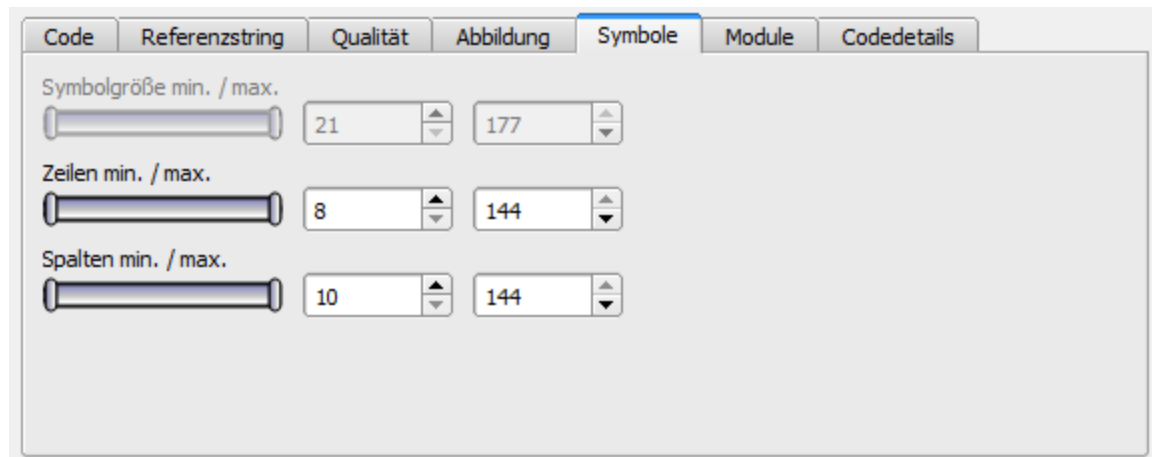 Code Referenzstring Qualität Abbildung Symbole Module Codedetails
Symbolgröße min. / max.
21 177
Zeilen min. / max.
8 144
Spalten min. / max.
10 144